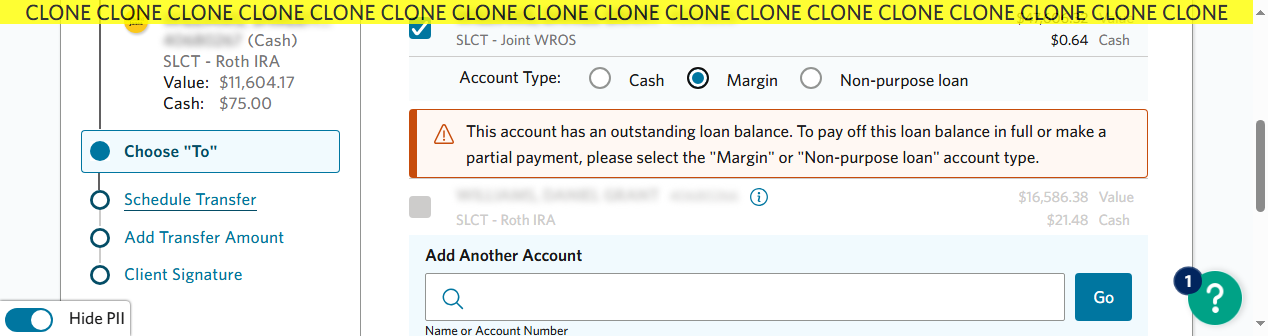 CLONE CLONE CLONE CLONE CLONE CLONE CLONE CLONE CLONE CLONE CLONE CLONE CLONE CLONE CLONE CLONE CLONE
(Cash)
SLCT - Roth IRA
Value: $11,604.17
Cash: $75.00
Choose "To"
Schedule Transfer
Add Transfer Amount
Client Signature
Hide PII
SLCT - Joint WROS
$0.64 Cash
Account Type: Cash Margin Non-purpose loan
This account has an outstanding loan balance. To pay off this loan balance in full or make a
partial payment, please select the "Margin" or "Non-purpose loan" account type.
$16,586.38 Value
SLCT - Roth IRA
$21.48 Cash
Add Another Account
Go
Name or Account Number
1
?